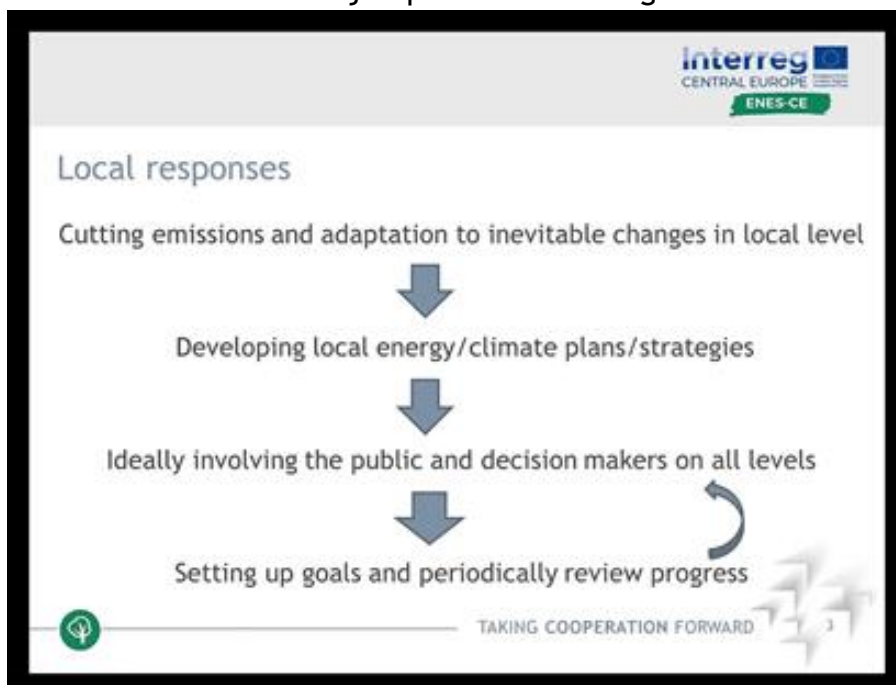 Interreg
CENTRAL EUROPE
ENES-CE
Local responses
Cutting emissions and adaptation to inevitable changes in local level
Developing local energy/climate plans/strategies
Ideally involving the public and decision makers on all levels
Setting up goals and periodically review progress
TAKING COOPERATION FORWARD
3